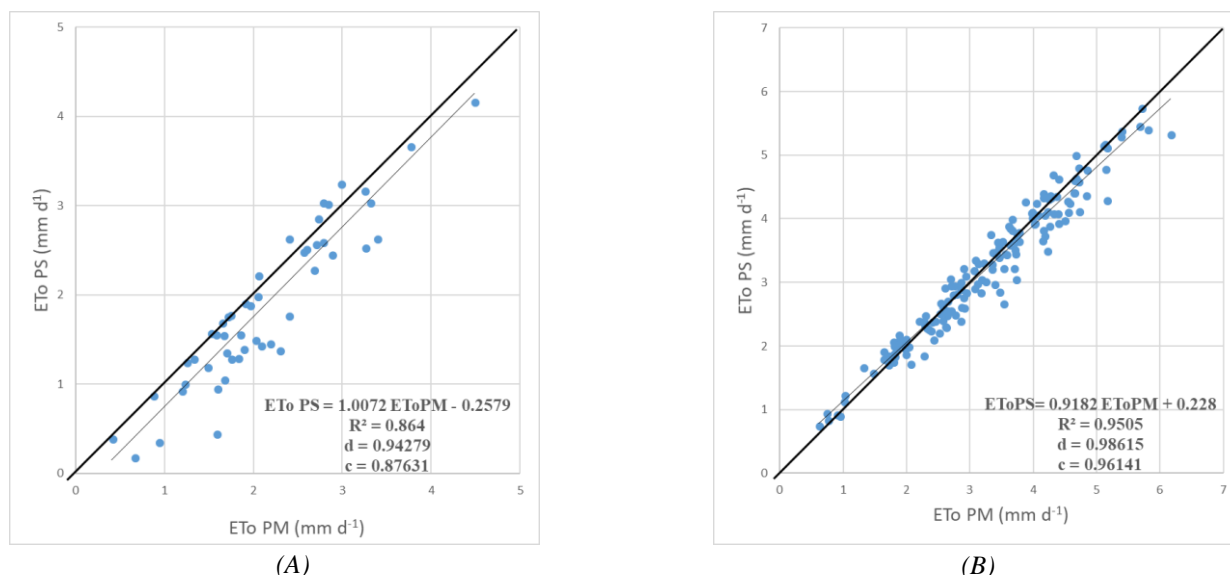 5
4
3
2
1
0
0
1
2
3
4
5
ETo PS (mm d¹)
ETo PM (mm d⁻¹)
ETo PS = 1.0072 EToPM - 0.2579
R² = 0.864
d = 0.94279
c = 0.87631
(A)
7
6
5
4
3
2
1
0
0
1
2
3
4
5
6
7
ETo PS (mm d¹)
ETo PM (mm d⁻¹)
EToPS= 0.9182 EToPM + 0.228
R² = 0.9505
d = 0.98615
c = 0.96141
(B)